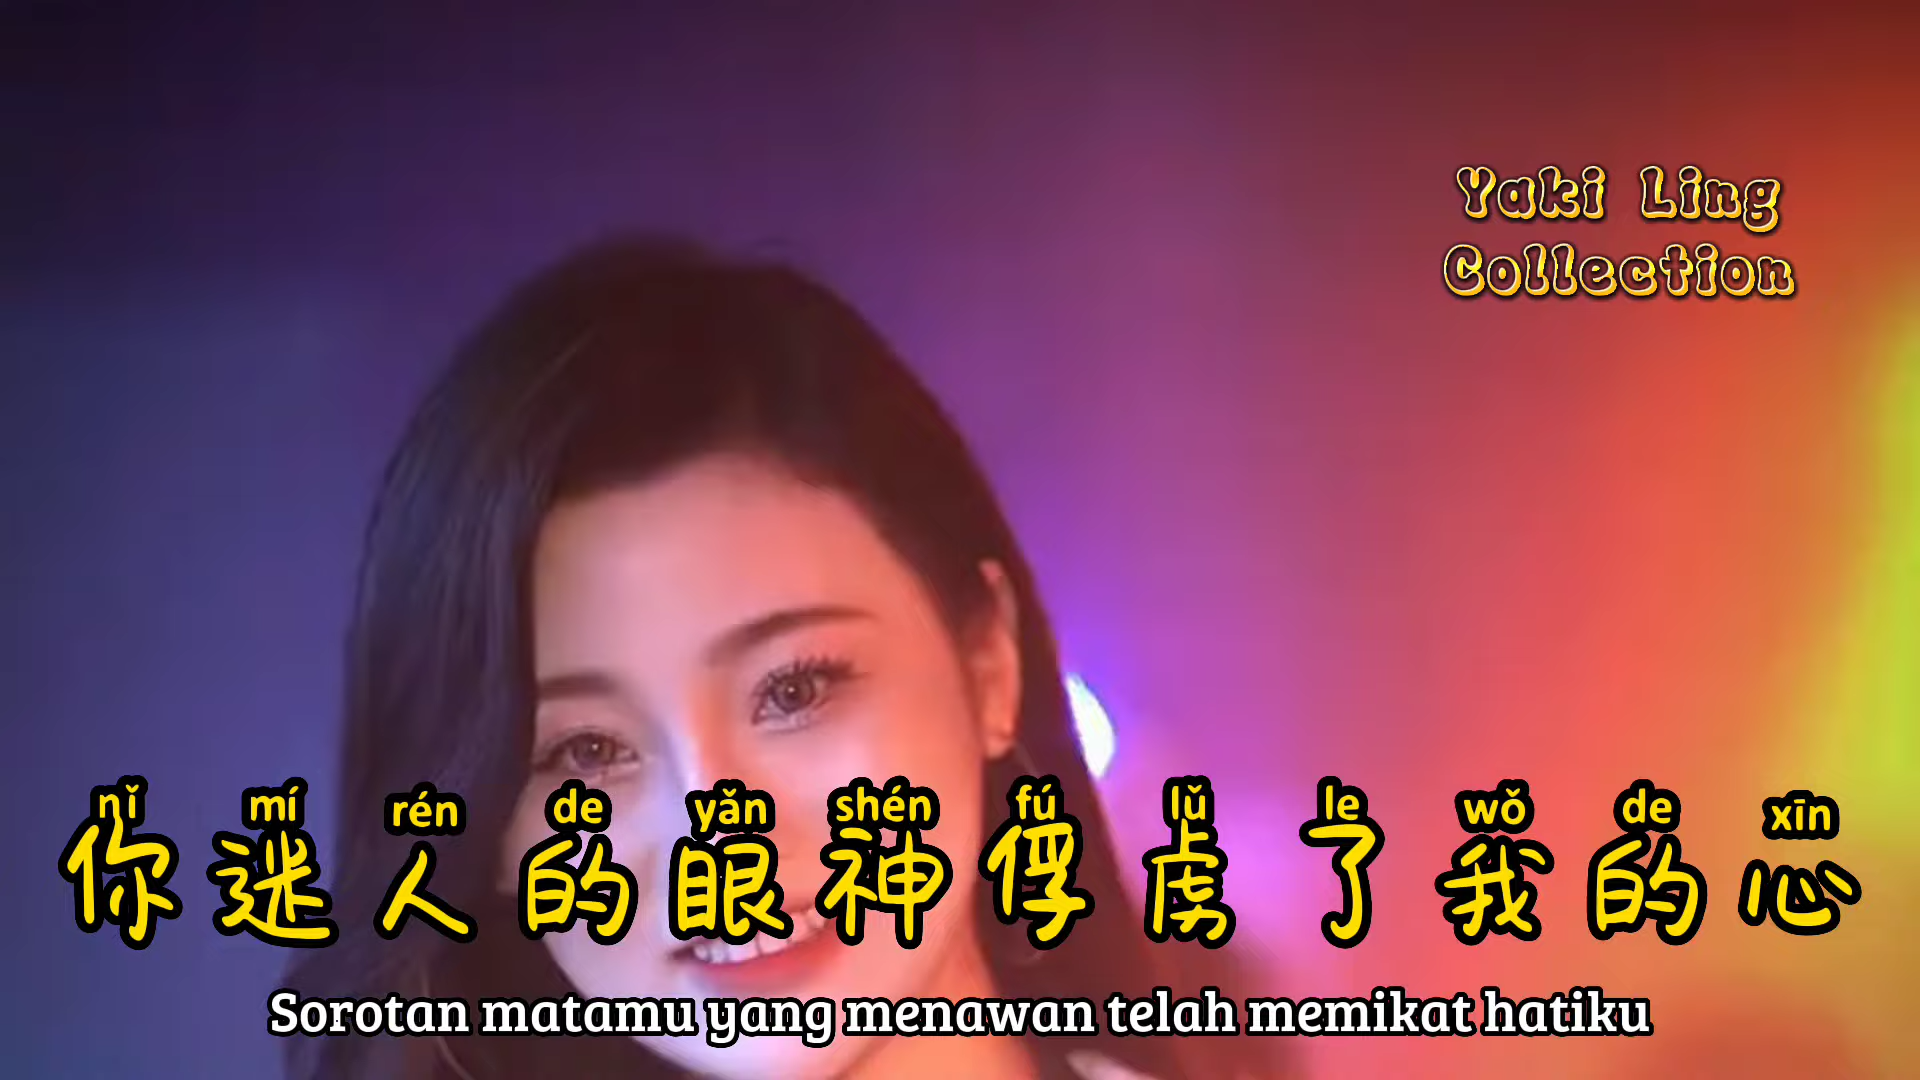 Yaki Ling
Collection
nǐ mí rén de yǎn shén fú lǔ le wǒ de xīn
你迷人的眼神俘虏了我的心
Sorotan matamu yang menawan telah memikat hatiku